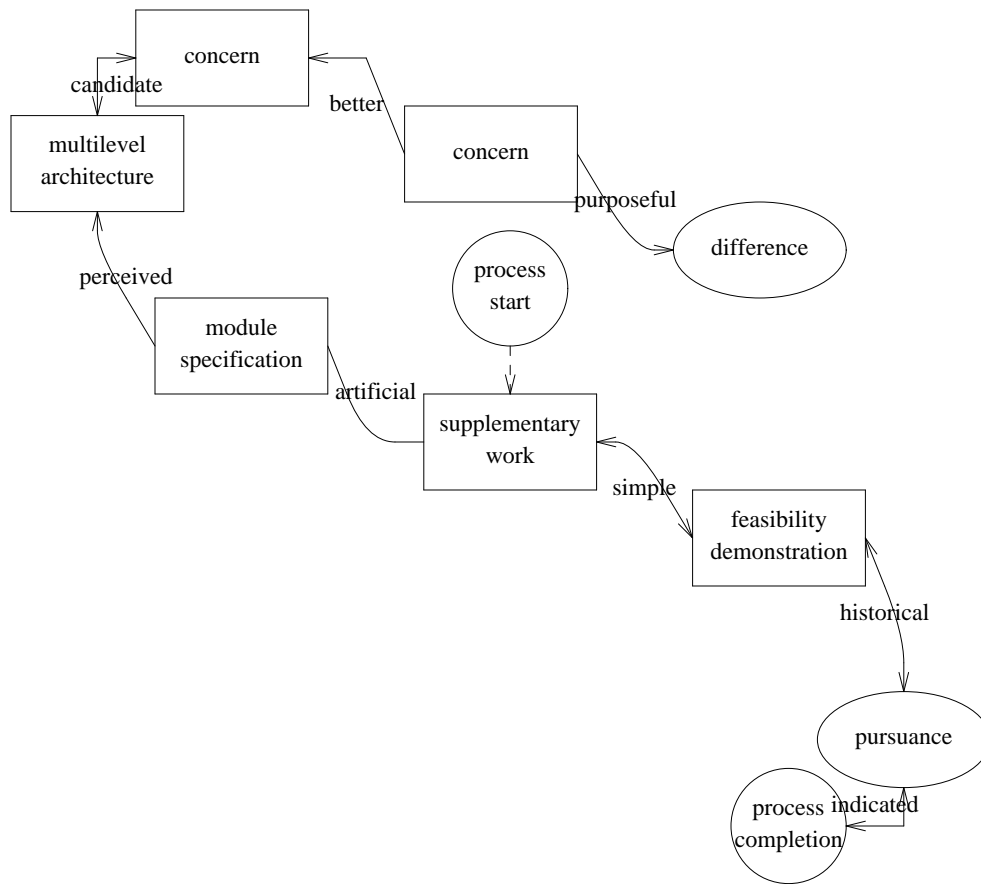 concern
candidate
better
multilevel
architecture
concern
purposeful
difference
process
start
perceived
module
specification
artificial
supplementary
work
simple
feasibility
demonstration
historical
pursuance
process
completion
indicated